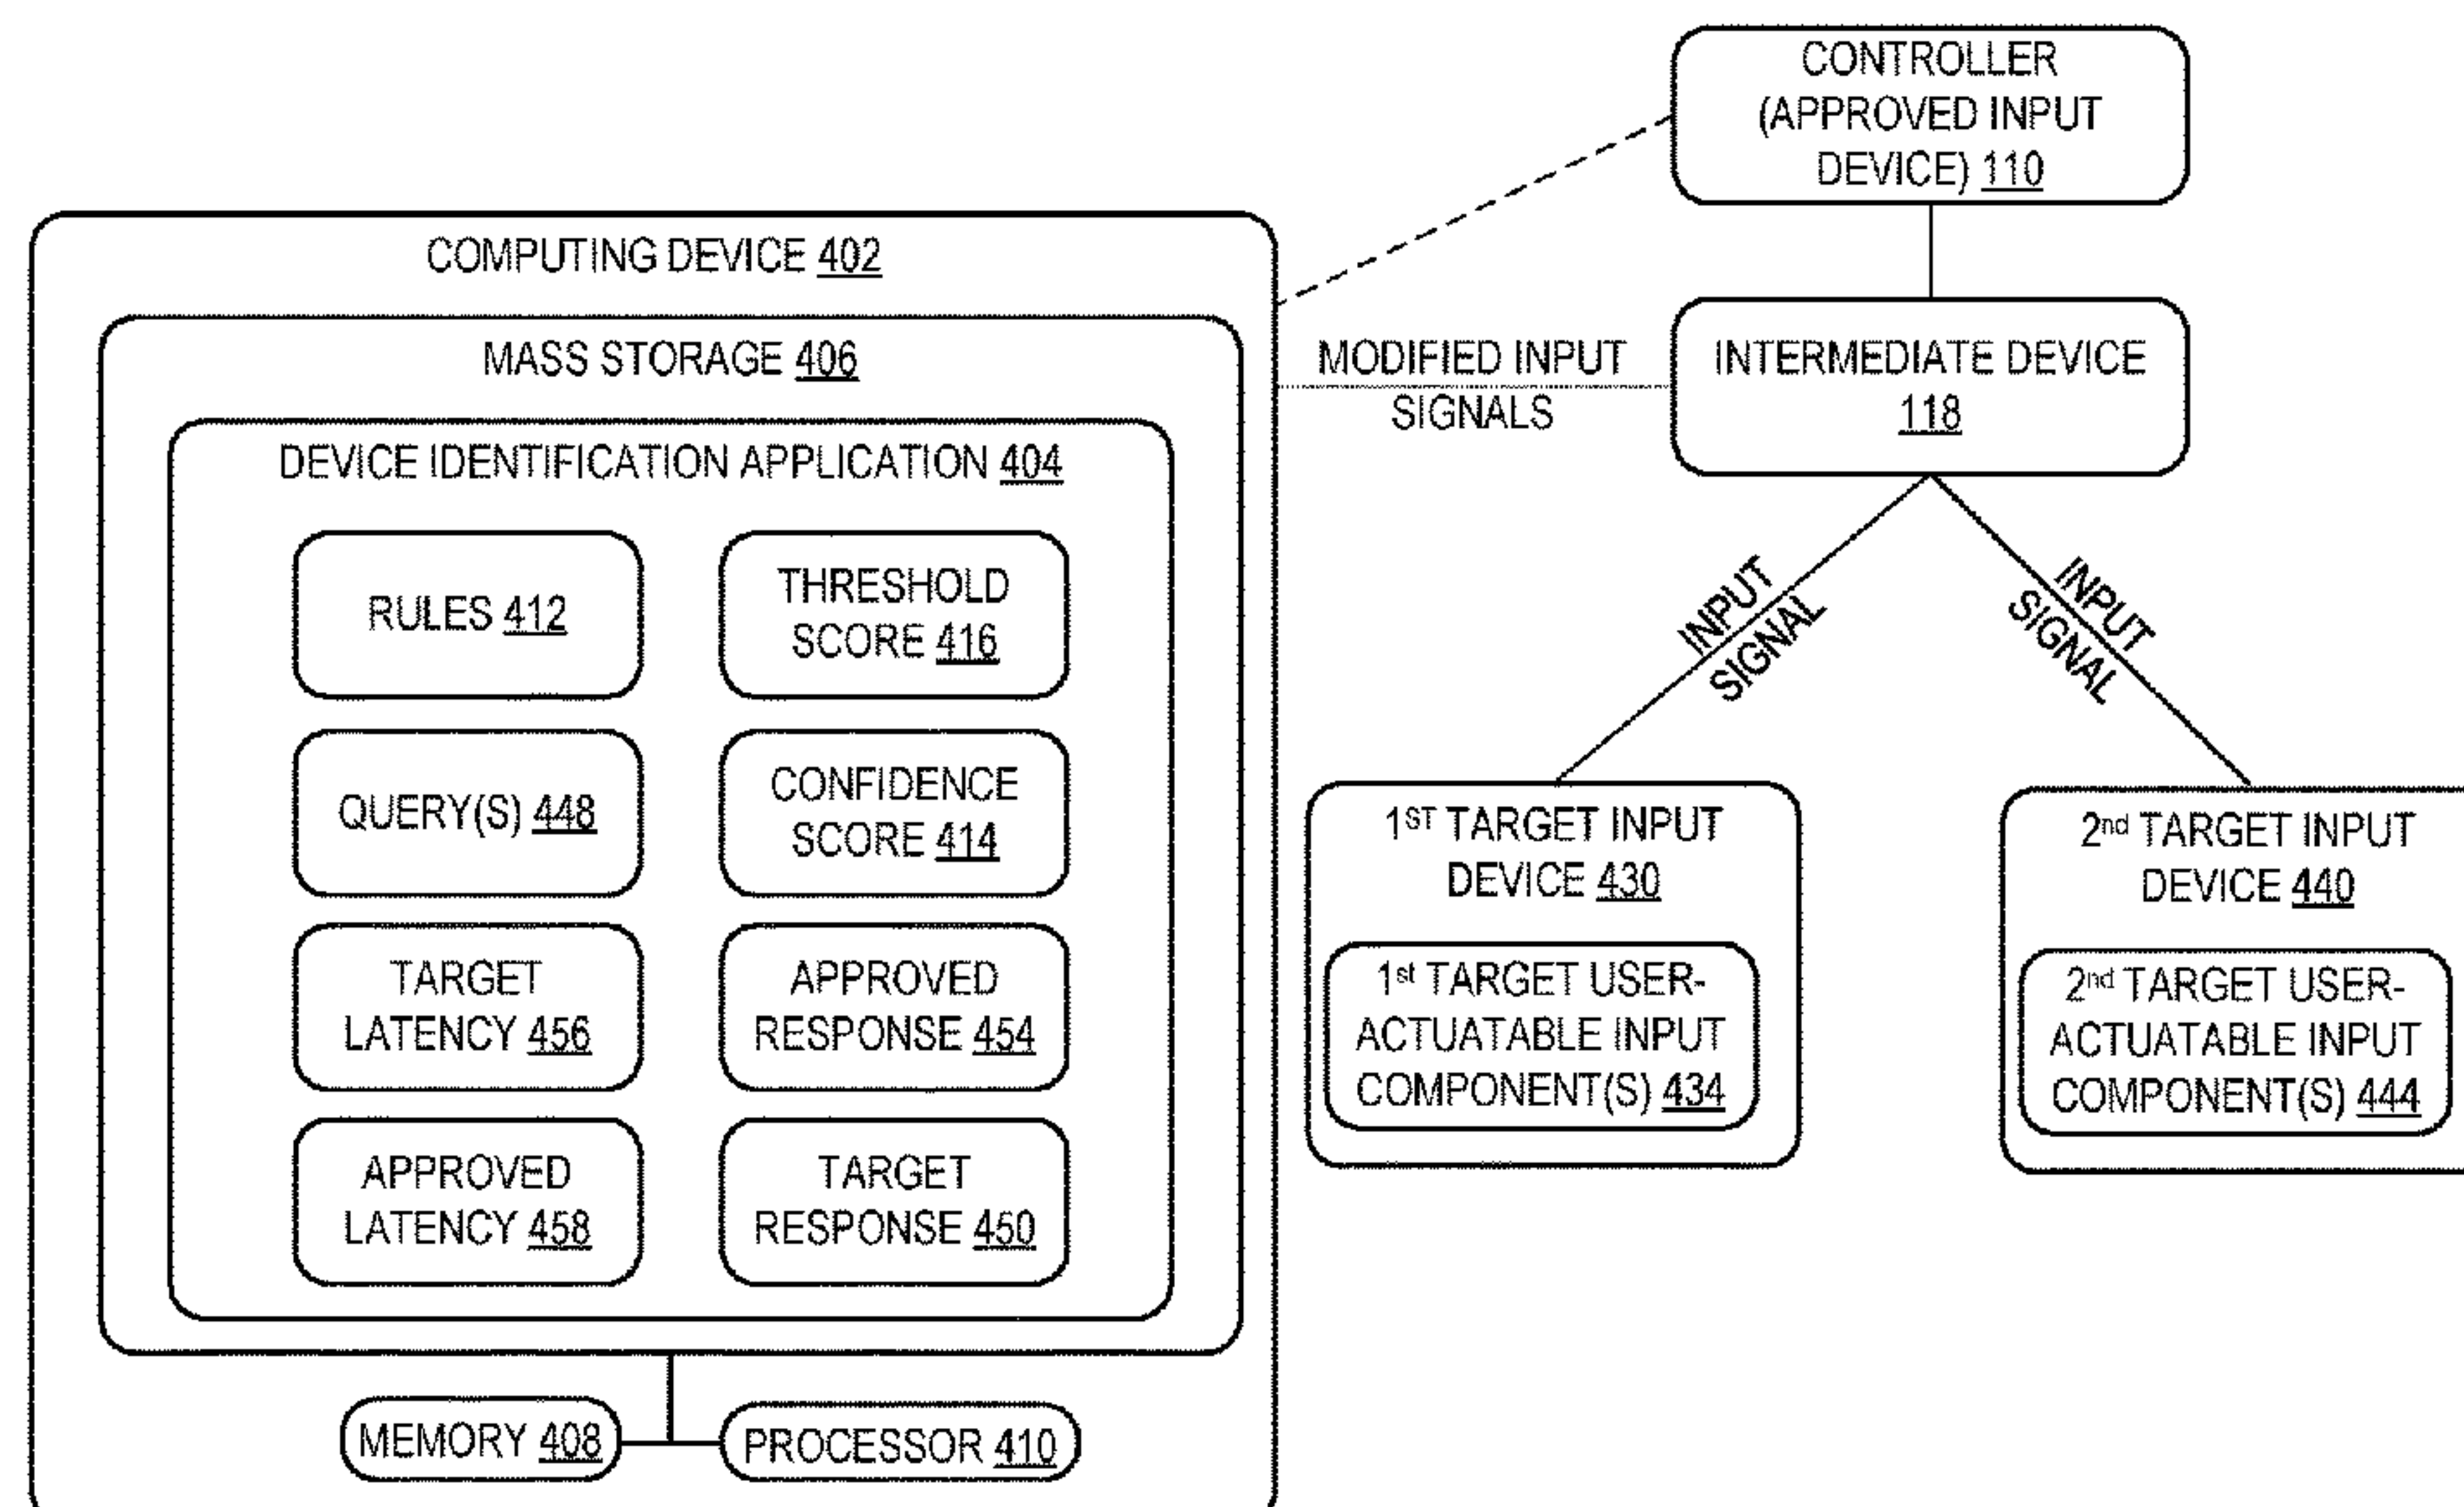 CONTROLLER
(APPROVED INPUT
DEVICE) 110
COMPUTING DEVICE 402
MASS STORAGE 406
DEVICE IDENTIFICATION APPLICATION 404
RULES 412
THRESHOLD
SCORE 416
QUERY(S) 448
CONFIDENCE
SCORE 414
TARGET
LATENCY 456
APPROVED
RESPONSE 454
APPROVED
LATENCY 458
TARGET
RESPONSE 450
MEMORY 408
PROCESSOR 410
MODIFIED INPUT
SIGNALS
INTERMEDIATE DEVICE
118
INPUT
SIGNAL
INPUT
SIGNAL
1ST TARGET INPUT
DEVICE 430
1st TARGET USER-
ACTUATABLE INPUT
COMPONENT(S) 434
2nd TARGET INPUT
DEVICE 440
2nd TARGET USER-
ACTUATABLE INPUT
COMPONENT(S) 444